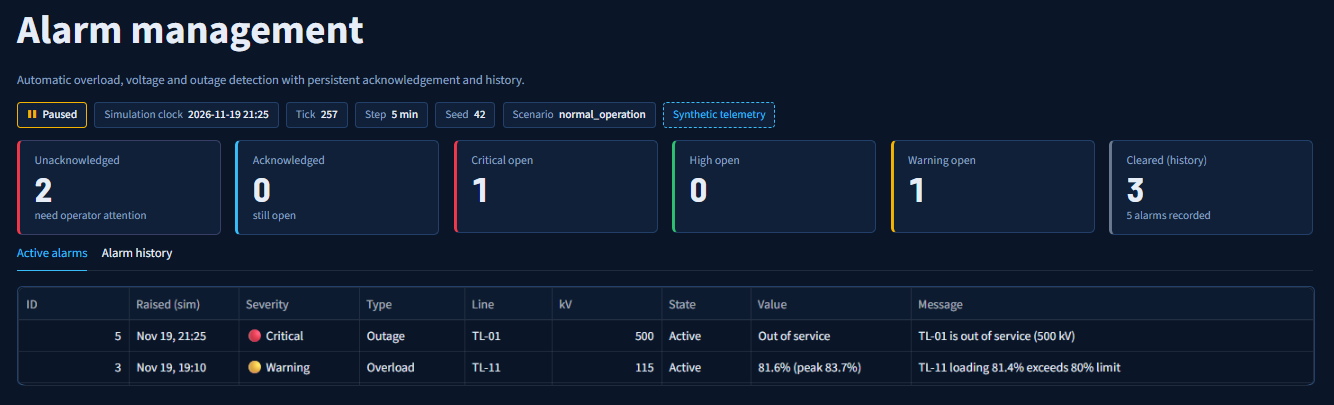 Alarm management
Automatic overload, voltage and outage detection with persistent acknowledgement and history.
Paused Simulation clock 2026-11-19 21:25 Tick 257 Step 5 min Seed 42 Scenario normal_operation Synthetic telemetry
Unacknowledged Acknowledged Critical open High open Warning open Cleared (history)
2 0 1 0 1 3
need operator attention still open 5 alarms recorded
Active alarms Alarm history
ID Raised (sim) Severity Type Line kV State Value Message
5 Nov 19, 21:25 Critical Outage TL-01 500 Active Out of service TL-01 is out of service (500 kV)
3 Nov 19, 19:10 Warning Overload TL-11 115 Active 81.6% (peak 83.7%) TL-11 loading 81.4% exceeds 80% limit